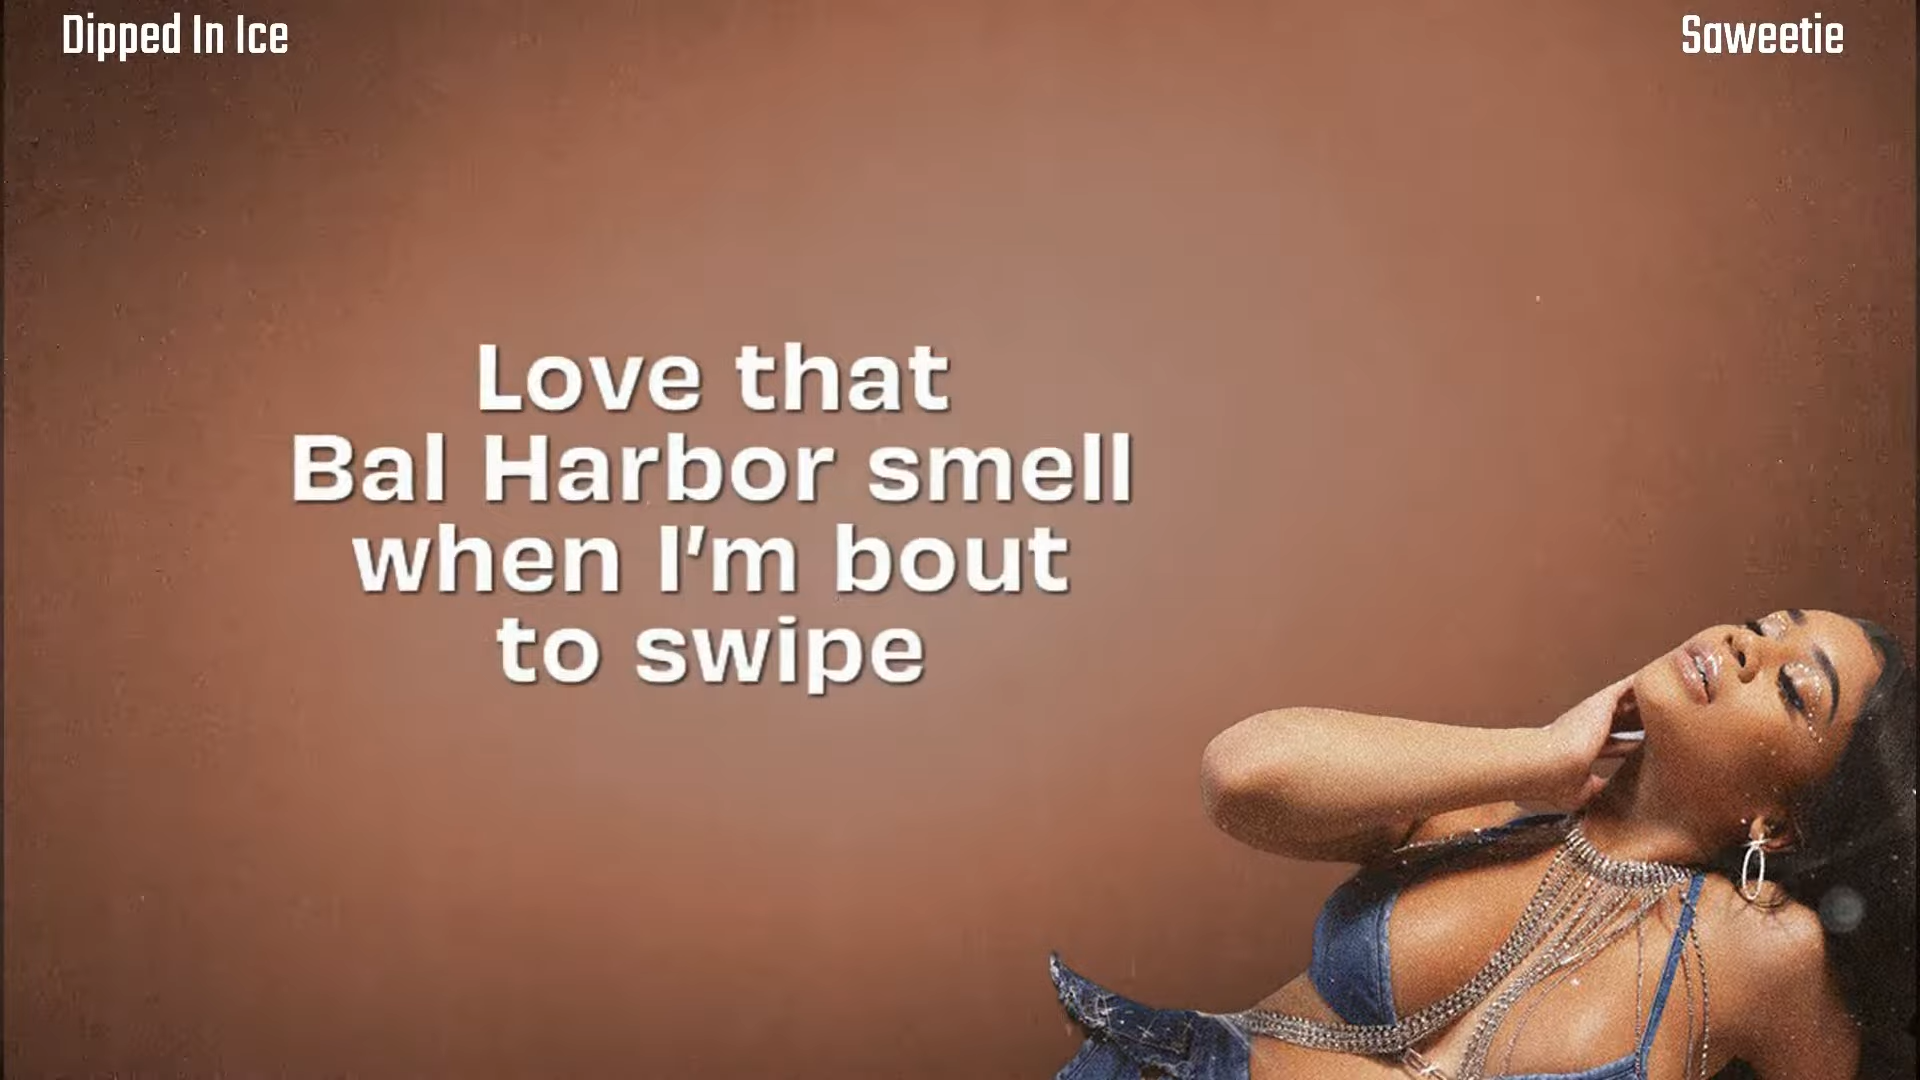 Dipped In Ice
Saweetie
Love that
Bal Harbor smell
when I'm bout
to swipe